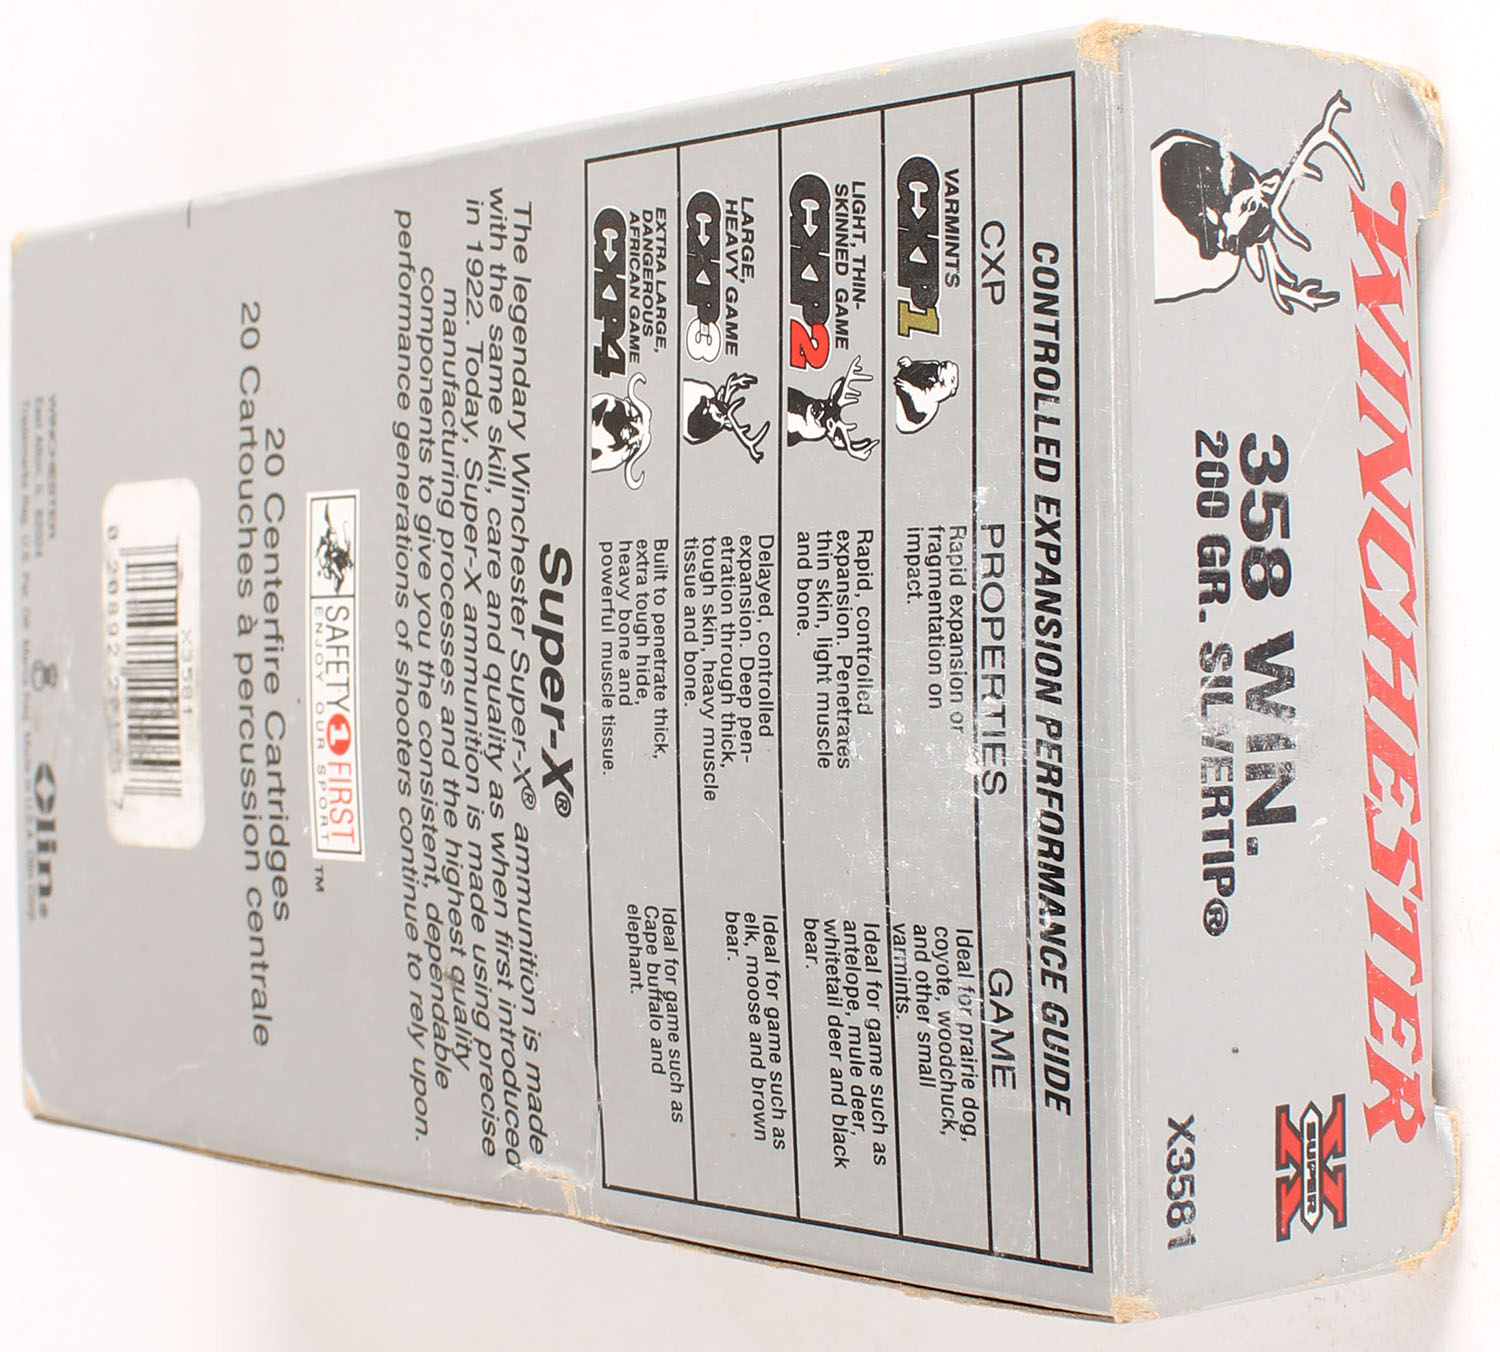 WINCHESTER
358 WIN.
200 GR. SILVERTIP®
SUPER
X
X3581
CONTROLLED EXPANSION PERFORMANCE GUIDE
CXP PROPERTIES GAME
VARMINTS
CXP1
Rapid expansion or
fragmentation on
impact.
Ideal for prairie dog,
coyote, woodchuck,
and other small
varmints.
LIGHT, THIN-
SKINNED GAME
CXP2
Rapid, controlled
expansion. Penetrates
thin skin, light muscle
and bone.
Ideal for game such as
antelope, mule deer,
whitetail deer and black
bear.
LARGE,
HEAVY GAME
CXP3
Delayed, controlled
expansion. Deep pen-
etration through thick,
tough skin, heavy muscle
tissue and bone.
Ideal for game such as
elk, moose and brown
bear.
EXTRA LARGE,
DANGEROUS
AFRICAN GAME
CXP4
Built to penetrate thick,
extra tough hide,
heavy bone and
powerful muscle tissue.
Ideal for game such as
Cape buffalo and
elephant.
Super-X®
The legendary Winchester Super-X® ammunition is made
with the same skill, care and quality as when first introduced
in 1922. Today, Super-X ammunition is made using precise
manufacturing processes and the highest quality
components to give you the consistent, dependable
performance generations of shooters continue to rely upon.
SAFETY 1 FIRST
ENJOY OUR SPORT
TM
20 Centerfire Cartridges
20 Cartouches à percussion centrale
X3581
0 20892 7
WINCHESTER
East Alton, IL 62024
Olin®